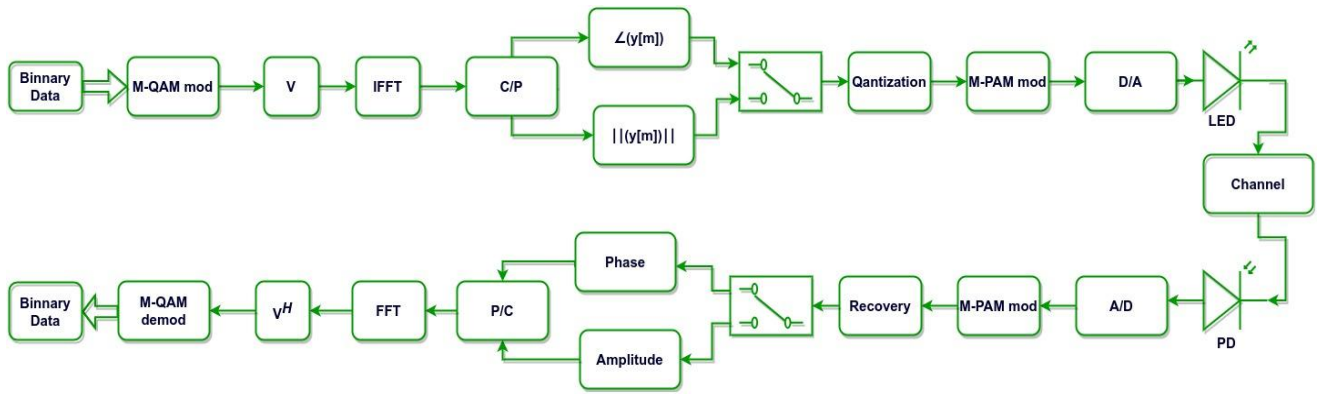 Binnary
Data
M-QAM mod
V
IFFT
C/P
∠(y[m])
||(y[m])||
Qantization
M-PAM mod
D/A
LED
Channel
PD
A/D
M-PAM mod
Recovery
Phase
Amplitude
P/C
FFT
V^H
M-QAM
demod
Binnary
Data